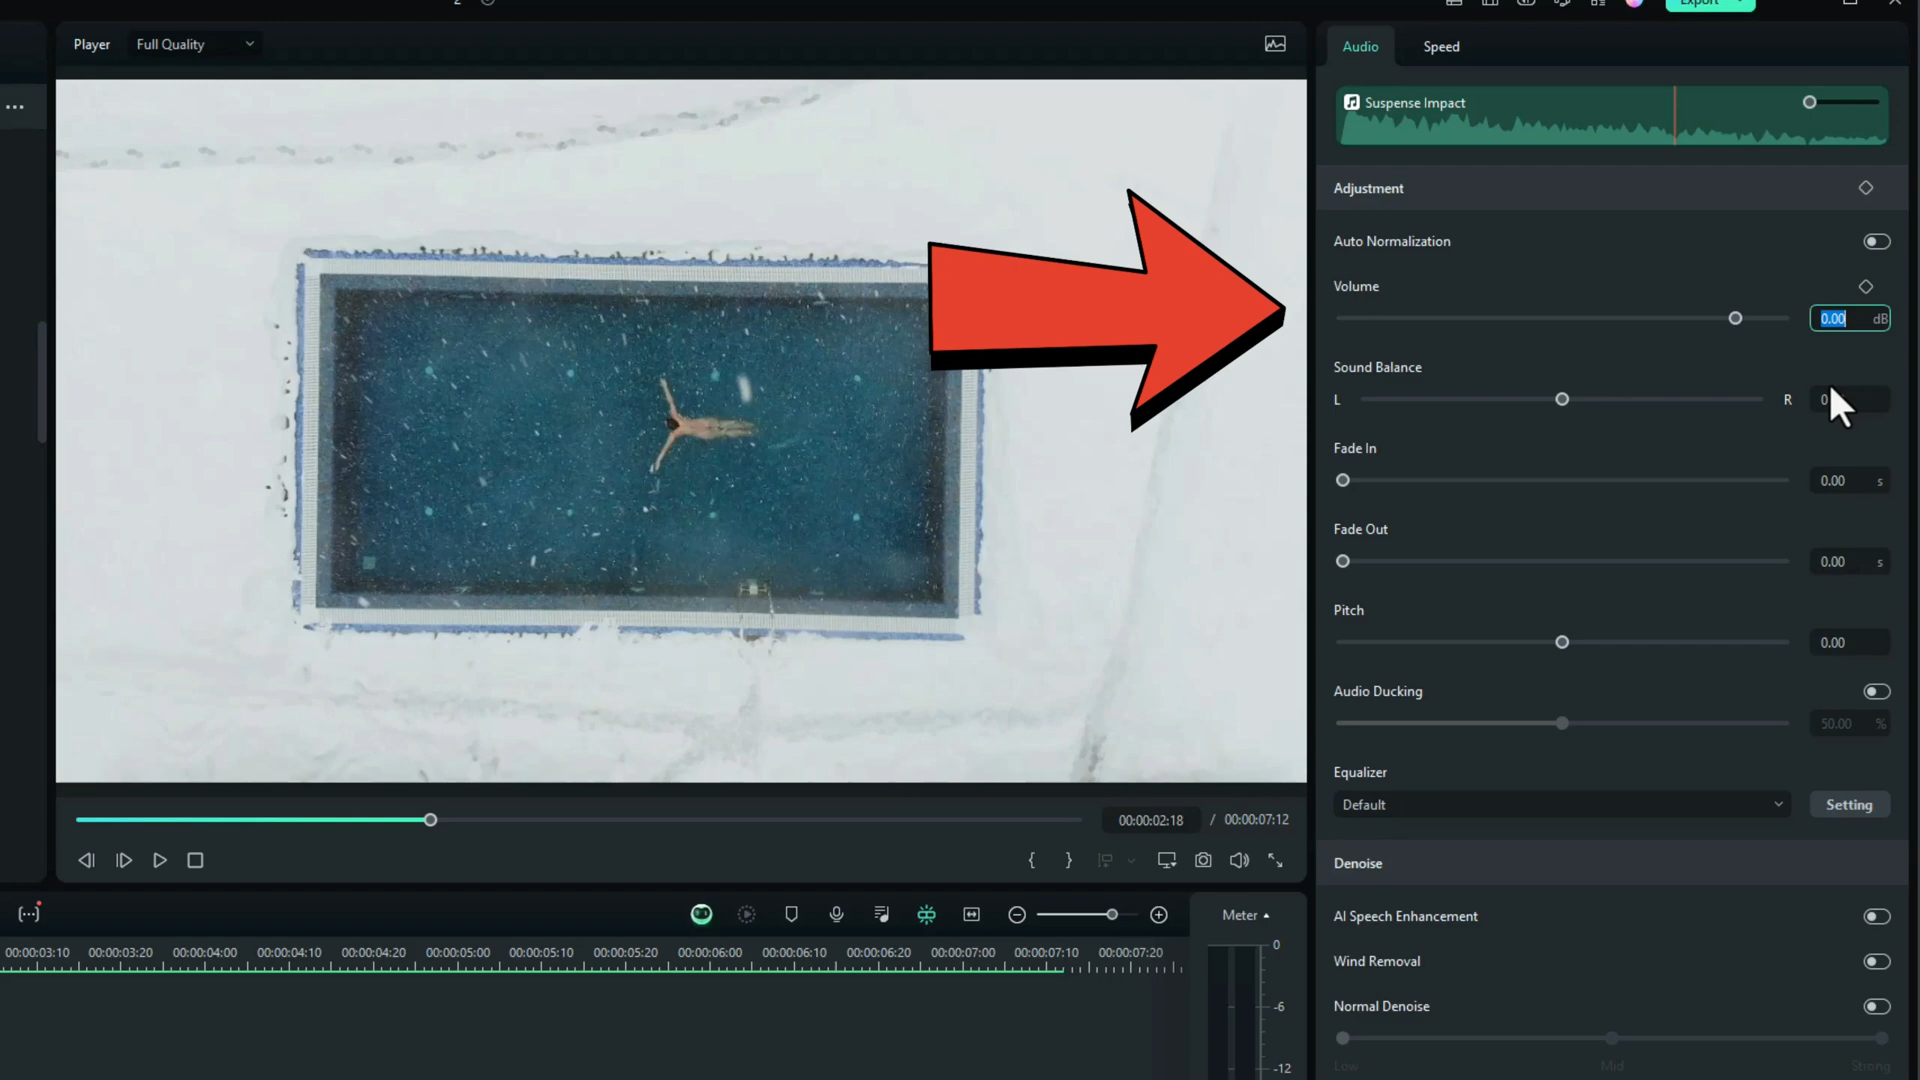 2
Export
Player
Full Quality
Audio
Speed
Suspense Impact
Adjustment
Auto Normalization
Volume
0.00 dB
Sound Balance
L
R
0
Fade In
0.00 s
Fade Out
0.00 s
Pitch
0.00
Audio Ducking
50.00 %
Equalizer
Default
Setting
00:00:02:18 / 00:00:07:12
Denoise
Meter
AI Speech Enhancement
00:00:03:10 00:00:03:20 00:00:04:00 00:00:04:10 00:00:04:20 00:00:05:00 00:00:05:10 00:00:05:20 00:00:06:00 00:00:06:10 00:00:06:20 00:00:07:00 00:00:07:10 00:00:07:20
0
Wind Removal
-6
Normal Denoise
-12
Low Mid Strong